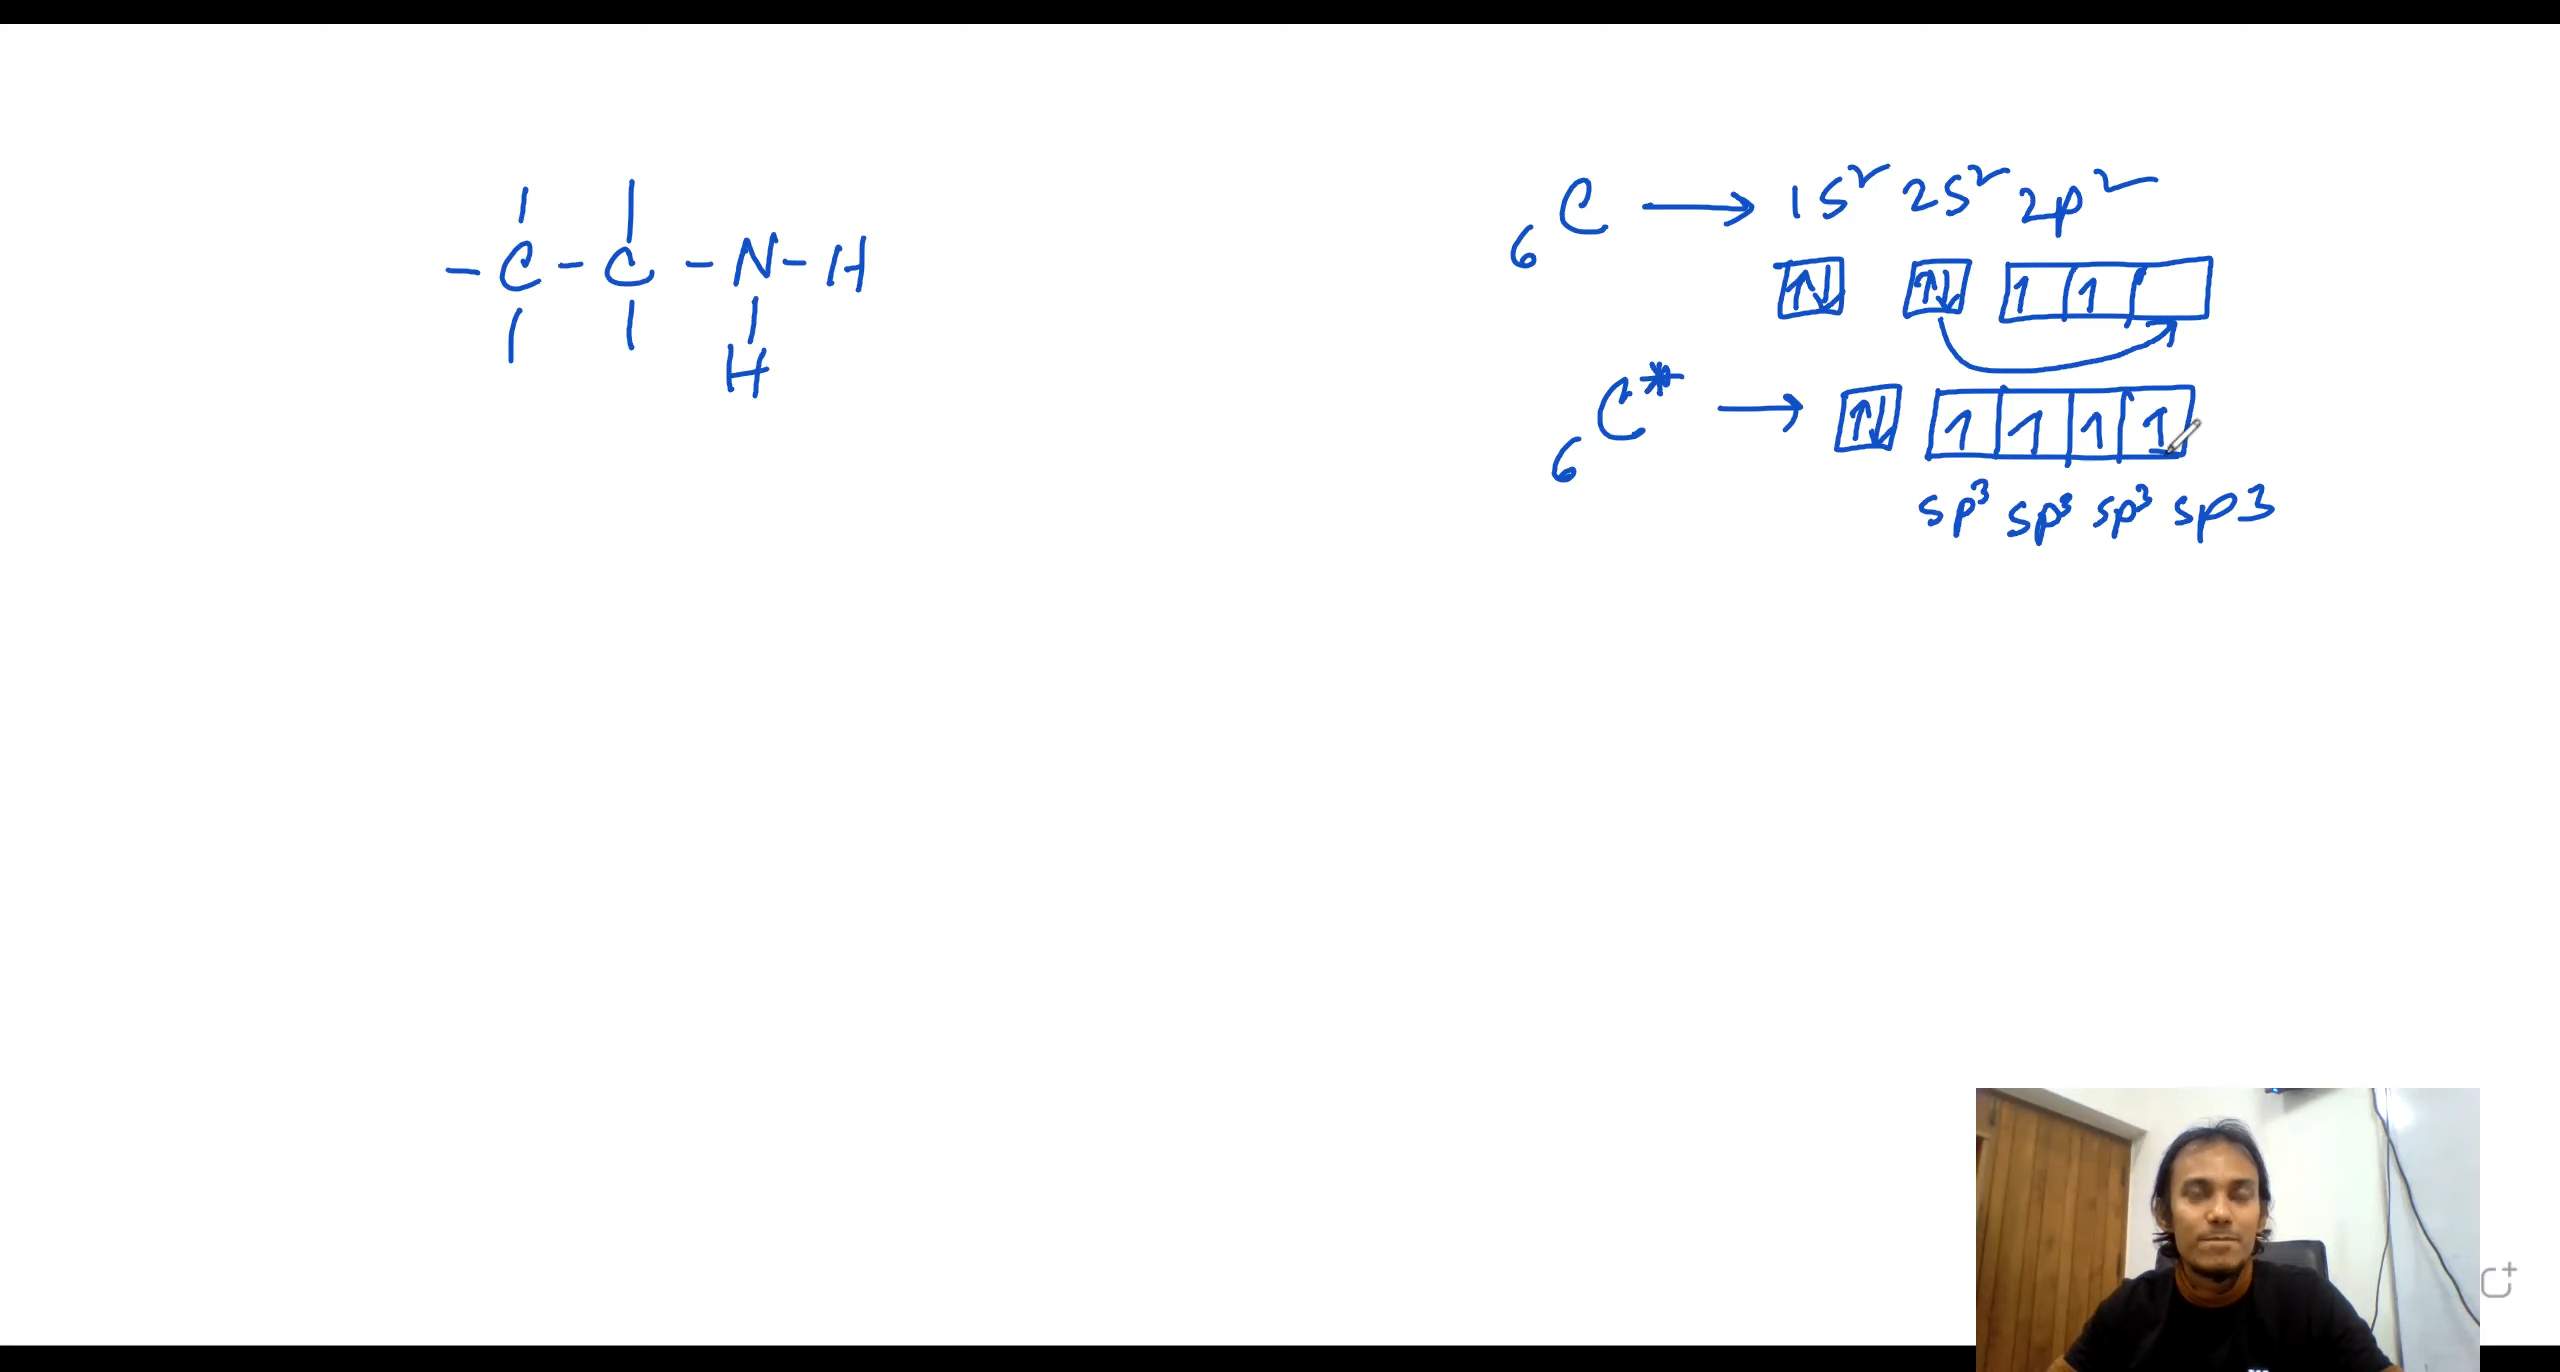 - C - C - N - H
H
₆C → 1s² 2s² 2p²
↑↓ ↑↓ ↑ ↑
₆C* → ↑↓ ↑ ↑ ↑ ↑
sp³ sp³ sp³ sp3